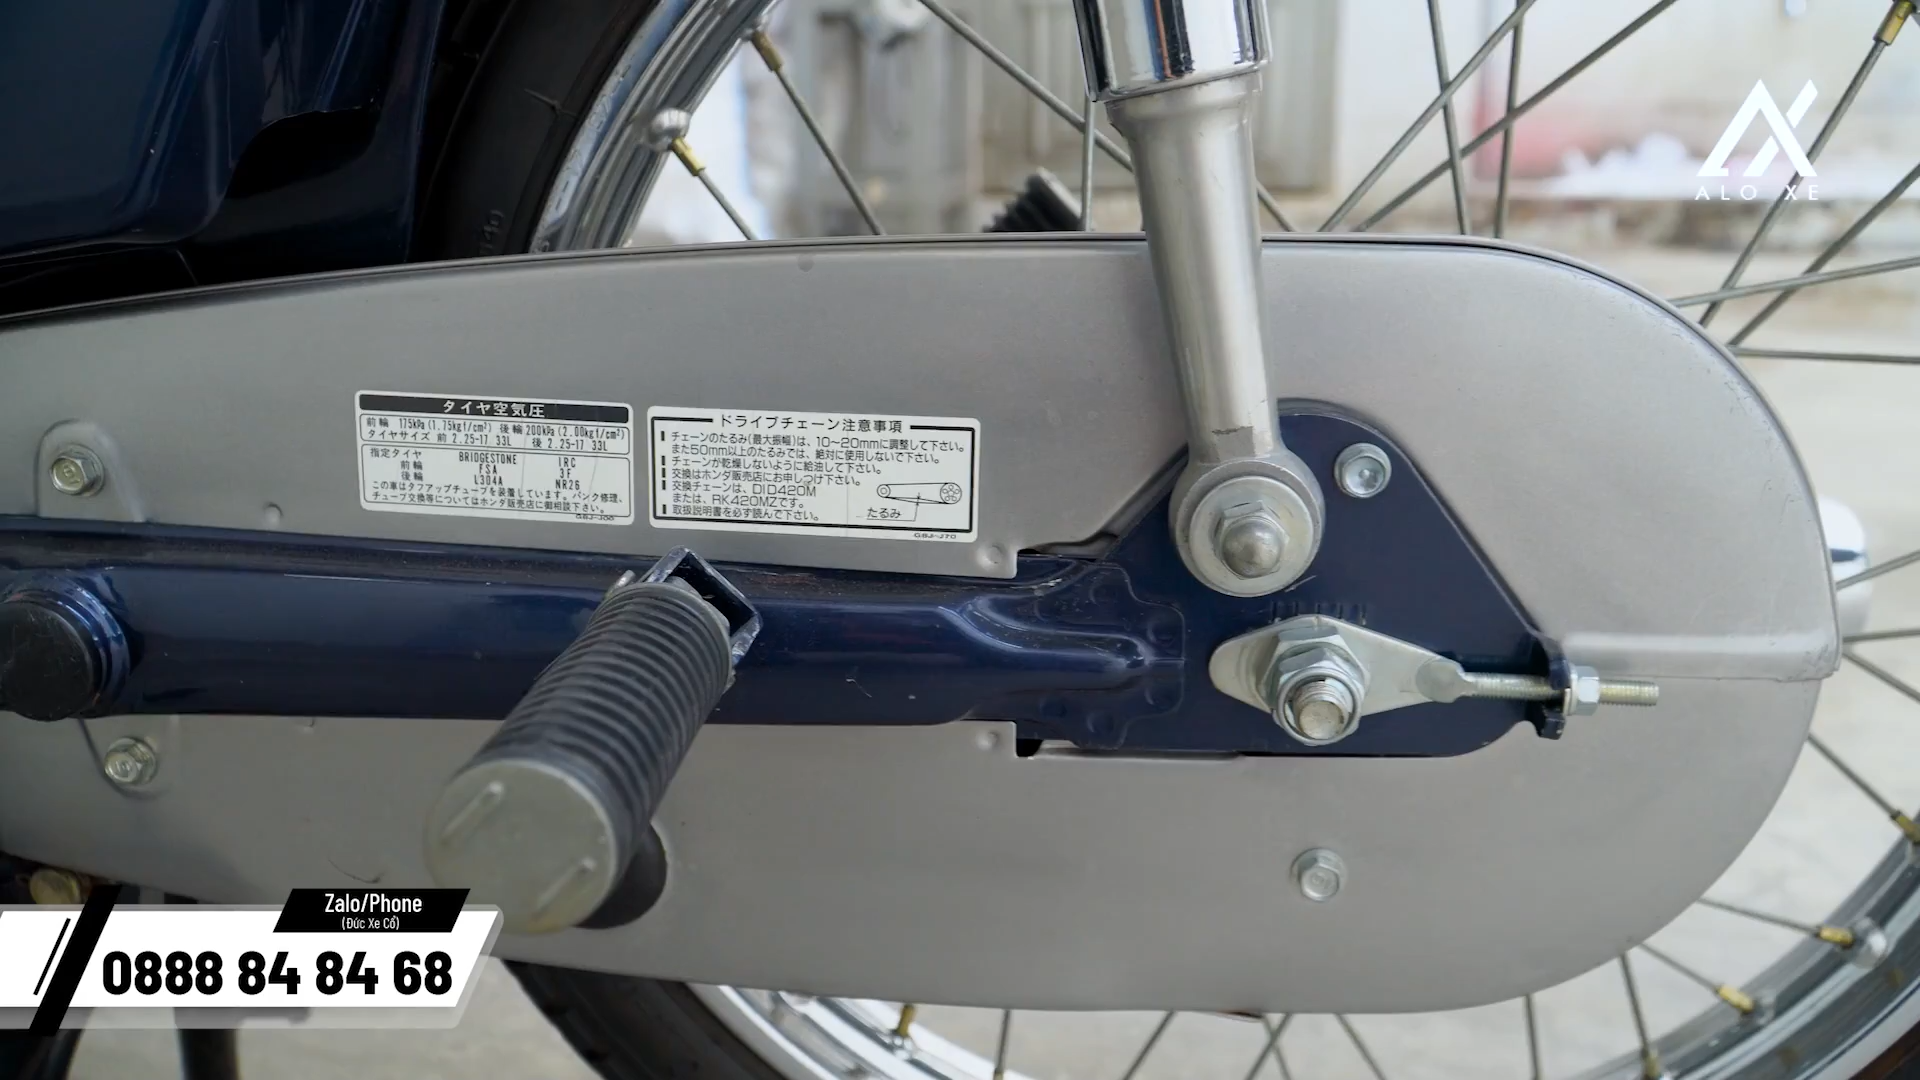 ALO XE
タイヤ空気圧
前輪 175kPa(1.75kgf/cm²) 後輪 200kPa(2.00kgf/cm²)
タイヤサイズ 前 2.25-17 33L 後 2.25-17 33L
指定タイヤ BRIDGESTONE IRC
前輪 FSA 3F
後輪 L304A NR26
この車はタフアップチューブを装着しています。パンク修理、
チューブ交換等についてはホンダ販売店に御相談下さい。
GBJ-J00
ドライブチェーン注意事項
チェーンのたるみ(最大振幅)は、10~20mmに調整して下さい。
また50mm以上のたるみでは、絶対に使用しないで下さい。
チェーンが乾燥しないように給油して下さい。
交換はホンダ販売店にお申しつけ下さい。
交換チェーンは、DID420M
または、RK420MZです。
取扱説明書を必ず読んで下さい。
たるみ
GBJ-J70
Zalo/Phone
(Đức Xe Cổ)
0888 84 84 68